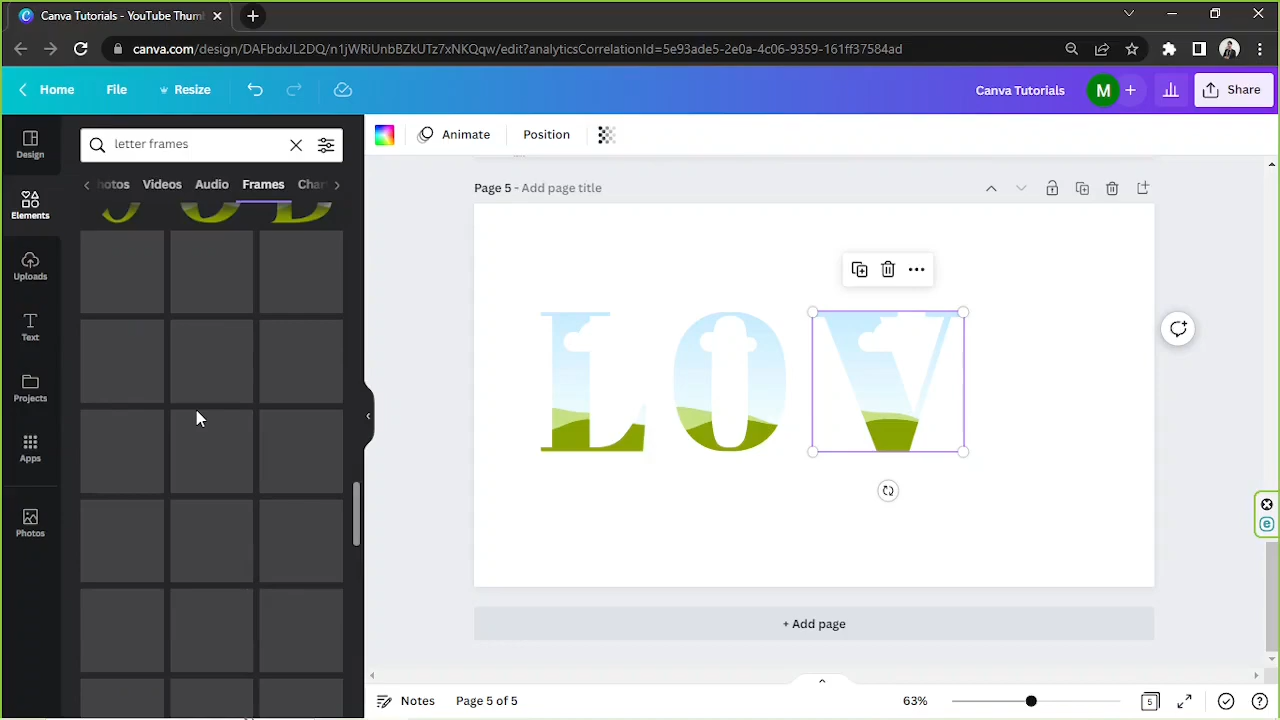 Canva Tutorials - YouTube Thum
canva.com/design/DAFbdxJL2DQ/n1jWRiUnbBZkUTz7xNKQqw/edit?analyticsCorrelationId=5e93ade5-2e0a-4c06-9359-161ff37584ad
Home
File
Resize
Canva Tutorials
M
Share
Design
Elements
Uploads
Text
Projects
Apps
Photos
letter frames
hotos
Videos
Audio
Frames
Char
J O D
Animate
Position
Page 5 - Add page title
LOV
+ Add page
Notes
Page 5 of 5
63%
5